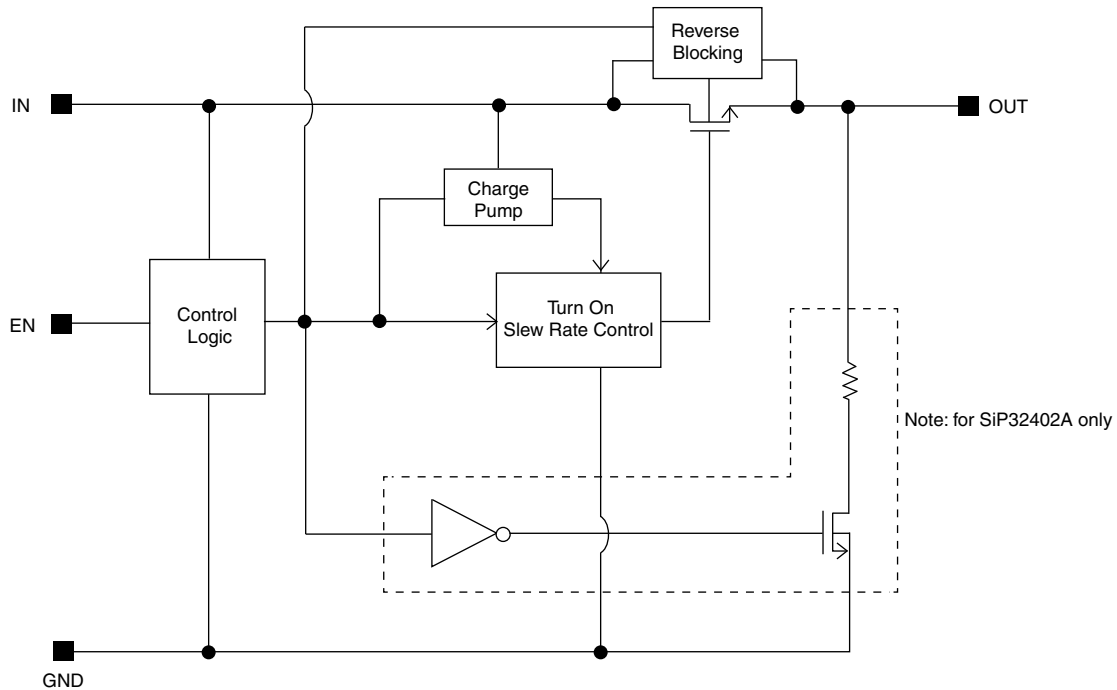 Reverse
Blocking
IN
OUT
Charge
Pump
Control
Logic
EN
Turn On
Slew Rate Control
Note: for SiP32402A only
GND